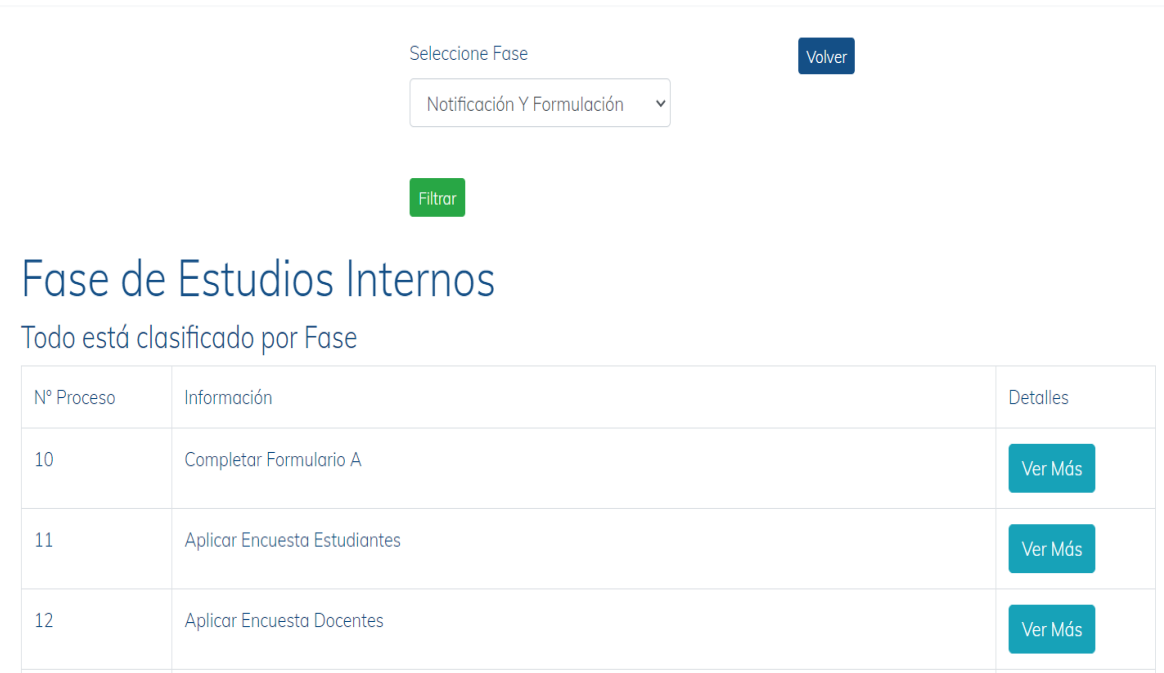 Seleccione Fase
Volver
Notificación Y Formulación
Filtrar
Fase de Estudios Internos
Todo está clasificado por Fase
N° Proceso Información Detalles
10 Completar Formulario A Ver Más
11 Aplicar Encuesta Estudiantes Ver Más
12 Aplicar Encuesta Docentes Ver Más